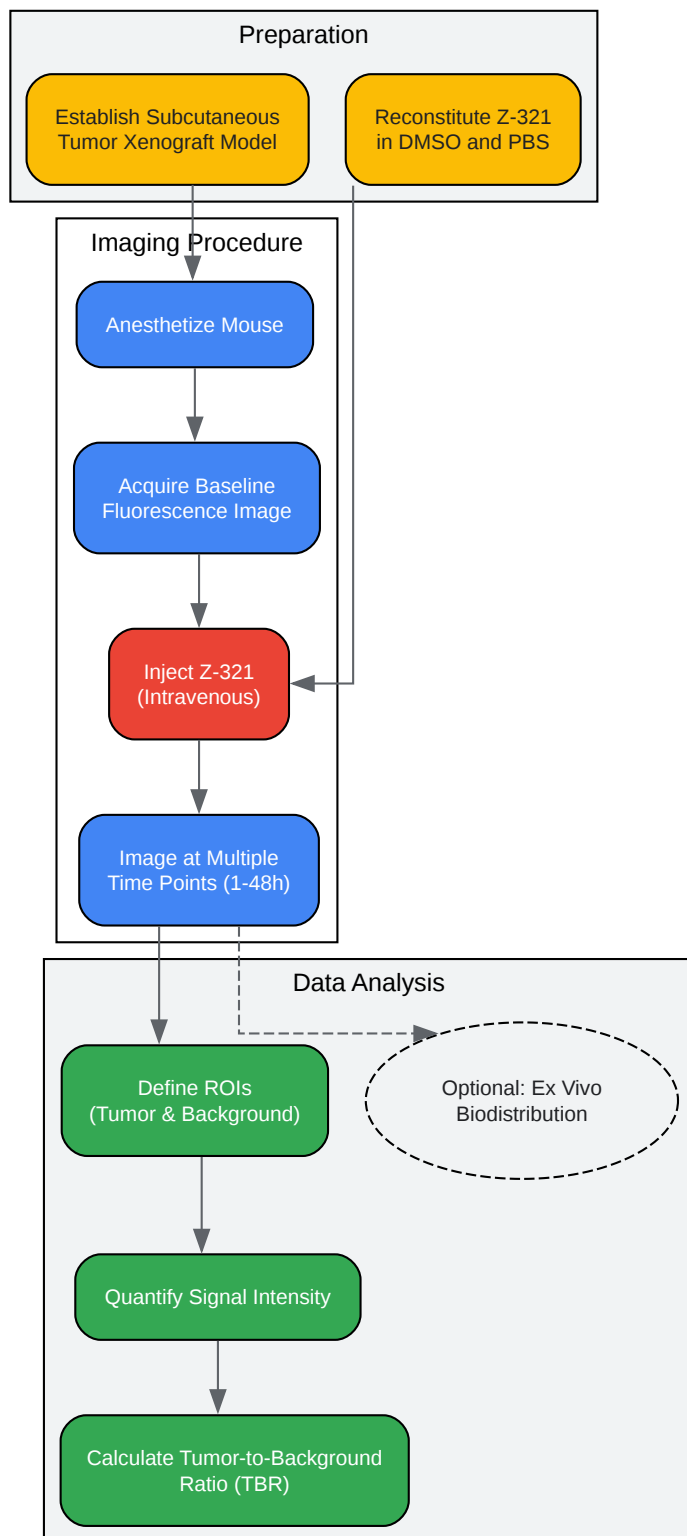 Preparation
Establish Subcutaneous
Tumor Xenograft Model
Reconstitute Z-321
in DMSO and PBS
Imaging Procedure
Anesthetize Mouse
Acquire Baseline
Fluorescence Image
Inject Z-321
(Intravenous)
Image at Multiple
Time Points (1-48h)
Data Analysis
Define ROIs
(Tumor & Background)
Optional: Ex Vivo
Biodistribution
Quantify Signal Intensity
Calculate Tumor-to-Background
Ratio (TBR)